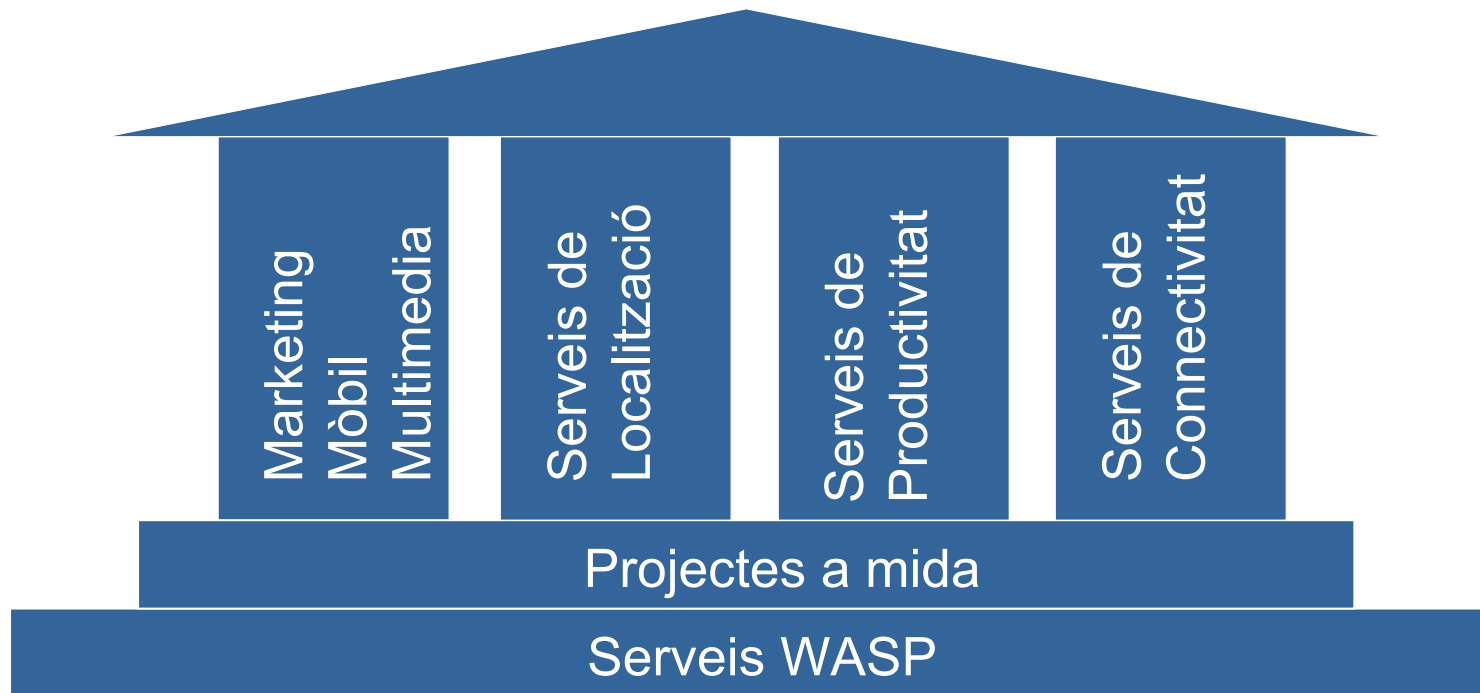 Marketing
Mòbil
Multimedia
Serveis de
Localització
Serveis de
Productivitat
Serveis de
Connectivitat
Projectes a mida
Serveis WASP